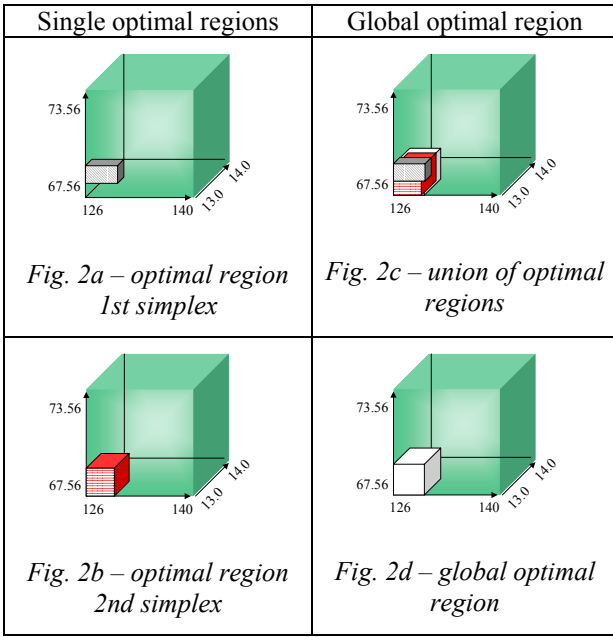 Single optimal regions
Global optimal region
73.56
67.56
126
140
13.0
14.0
Fig. 2a – optimal region
1st simplex
73.56
67.56
126
140
13.0
14.0
Fig. 2c – union of optimal
regions
73.56
67.56
126
140
13.0
14.0
Fig. 2b – optimal region
2nd simplex
73.56
67.56
126
140
13.0
14.0
Fig. 2d – global optimal
region